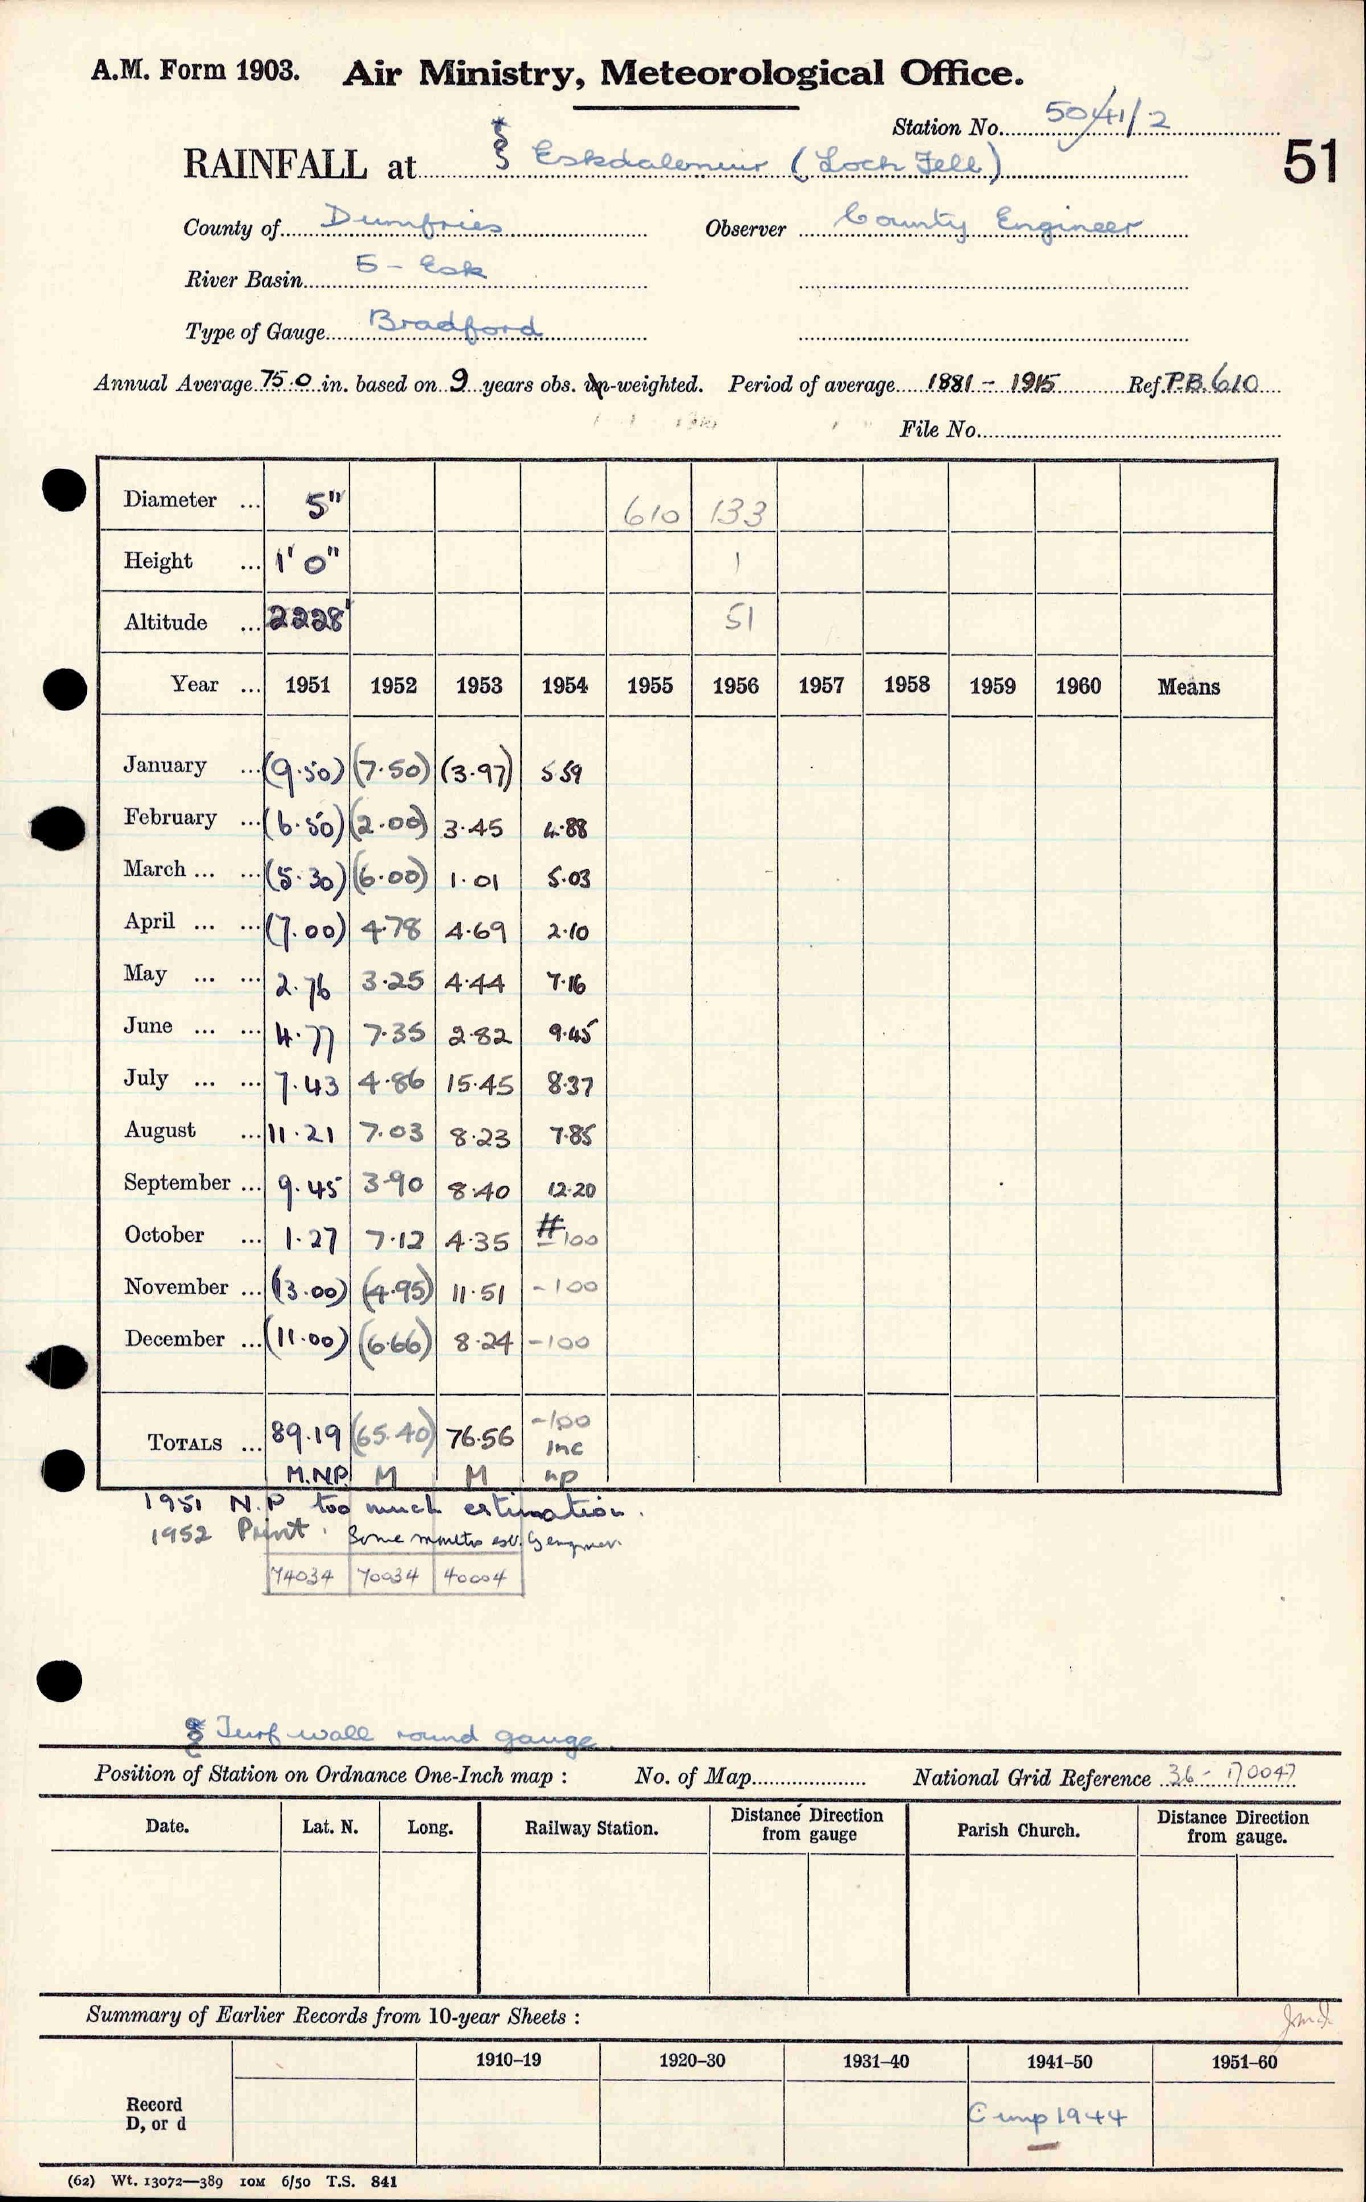 A.M. Form 1903. Air Ministry, Meteorological Office.
Station No. 5041/2
51
RAINFALL at § Eskdalemuir (Loch Fell)
County of Dumfries Observer County Engineer
River Basin 5 - Esk
Type of Gauge Bradford
Annual Average 75.0 in. based on 9 years obs. un-weighted. Period of average 1881 - 1915 Ref. P.B. 610
File No.
Diameter ... 5" 610 133
Height ... 1' 0" 1
Altitude ... 2228' 51
Year ... 1951 1952 1953 1954 1955 1956 1957 1958 1959 1960 Means
January ... (9.50) (7.50) (3.97) 5.59
February ... (6.50) (2.00) 3.45 4.88
March ... ... (5.30) (6.00) 1.01 5.03
April ... ... (7.00) 4.78 4.69 2.10
May ... ... 2.76 3.25 4.44 7.16
June ... ... 4.77 7.35 2.82 9.45
July ... ... 7.43 4.86 15.45 8.37
August ... 11.21 7.03 8.23 7.85
September ... 9.45 3.90 8.40 12.20
October ... 1.27 7.12 4.35 # -100
November ... (13.00) (4.95) 11.51 -100
December ... (11.00) (6.66) 8.24 -100
TOTALS ... 89.19 (65.40) 76.56 -100 inc
M.N.P. M M np
1951 N.P too much estimation.
1952 Print. Some months est. by engineer.
74034 70034 40004
§ Turf wall round gauge.
Position of Station on Ordnance One-Inch map : No. of Map National Grid Reference 36 - 170047
Date. Lat. N. Long. Railway Station. Distance Direction from gauge Parish Church. Distance Direction from gauge.
Summary of Earlier Records from 10-year Sheets :
1910–19 1920–30 1931–40 1941–50 1951–60
Record D, or d 1944
(62) Wt. 13072—389 10M 6/50 T.S. 841